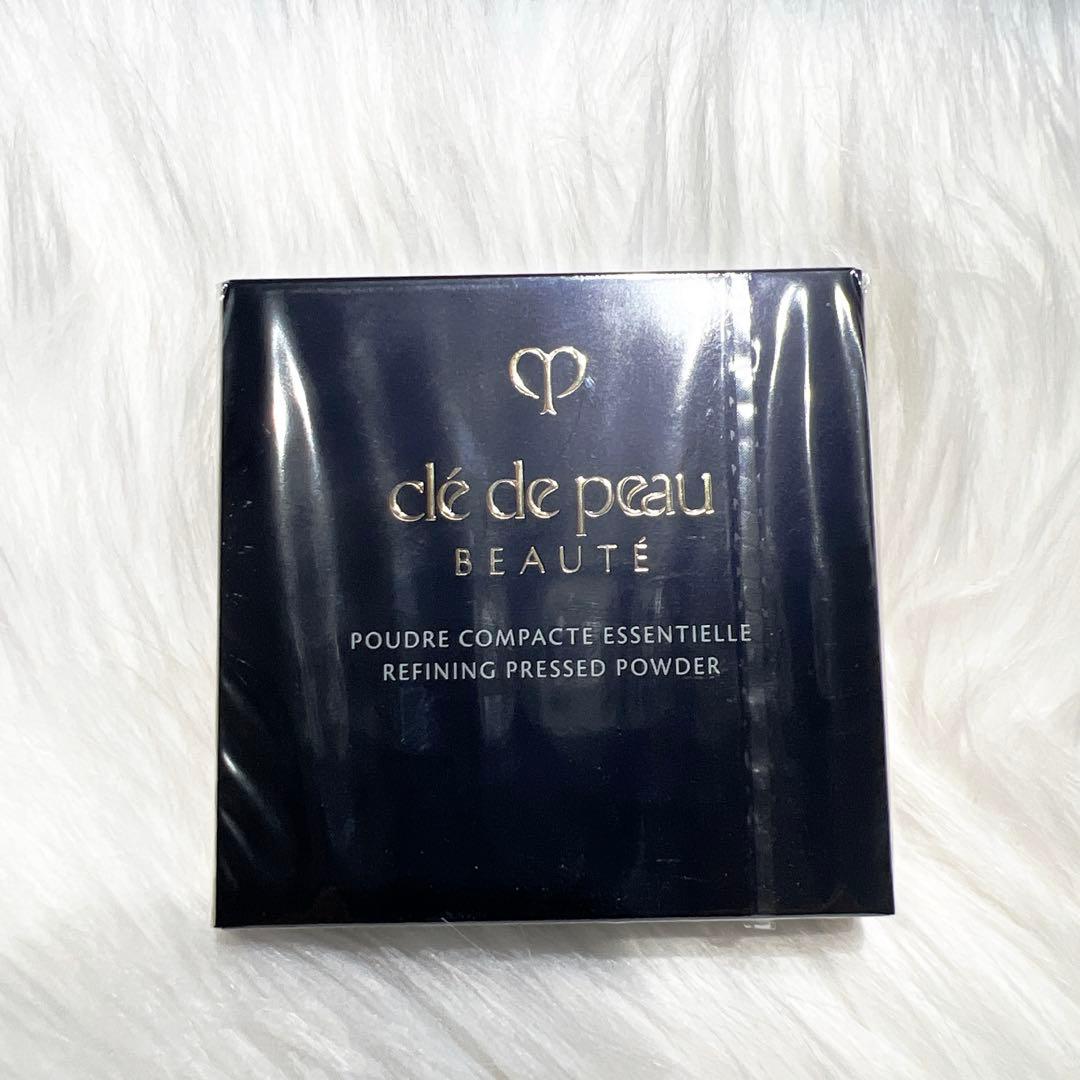 clé de peau
BEAUTÉ
POUDRE COMPACTE ESSENTIELLE
REFINING PRESSED POWDER